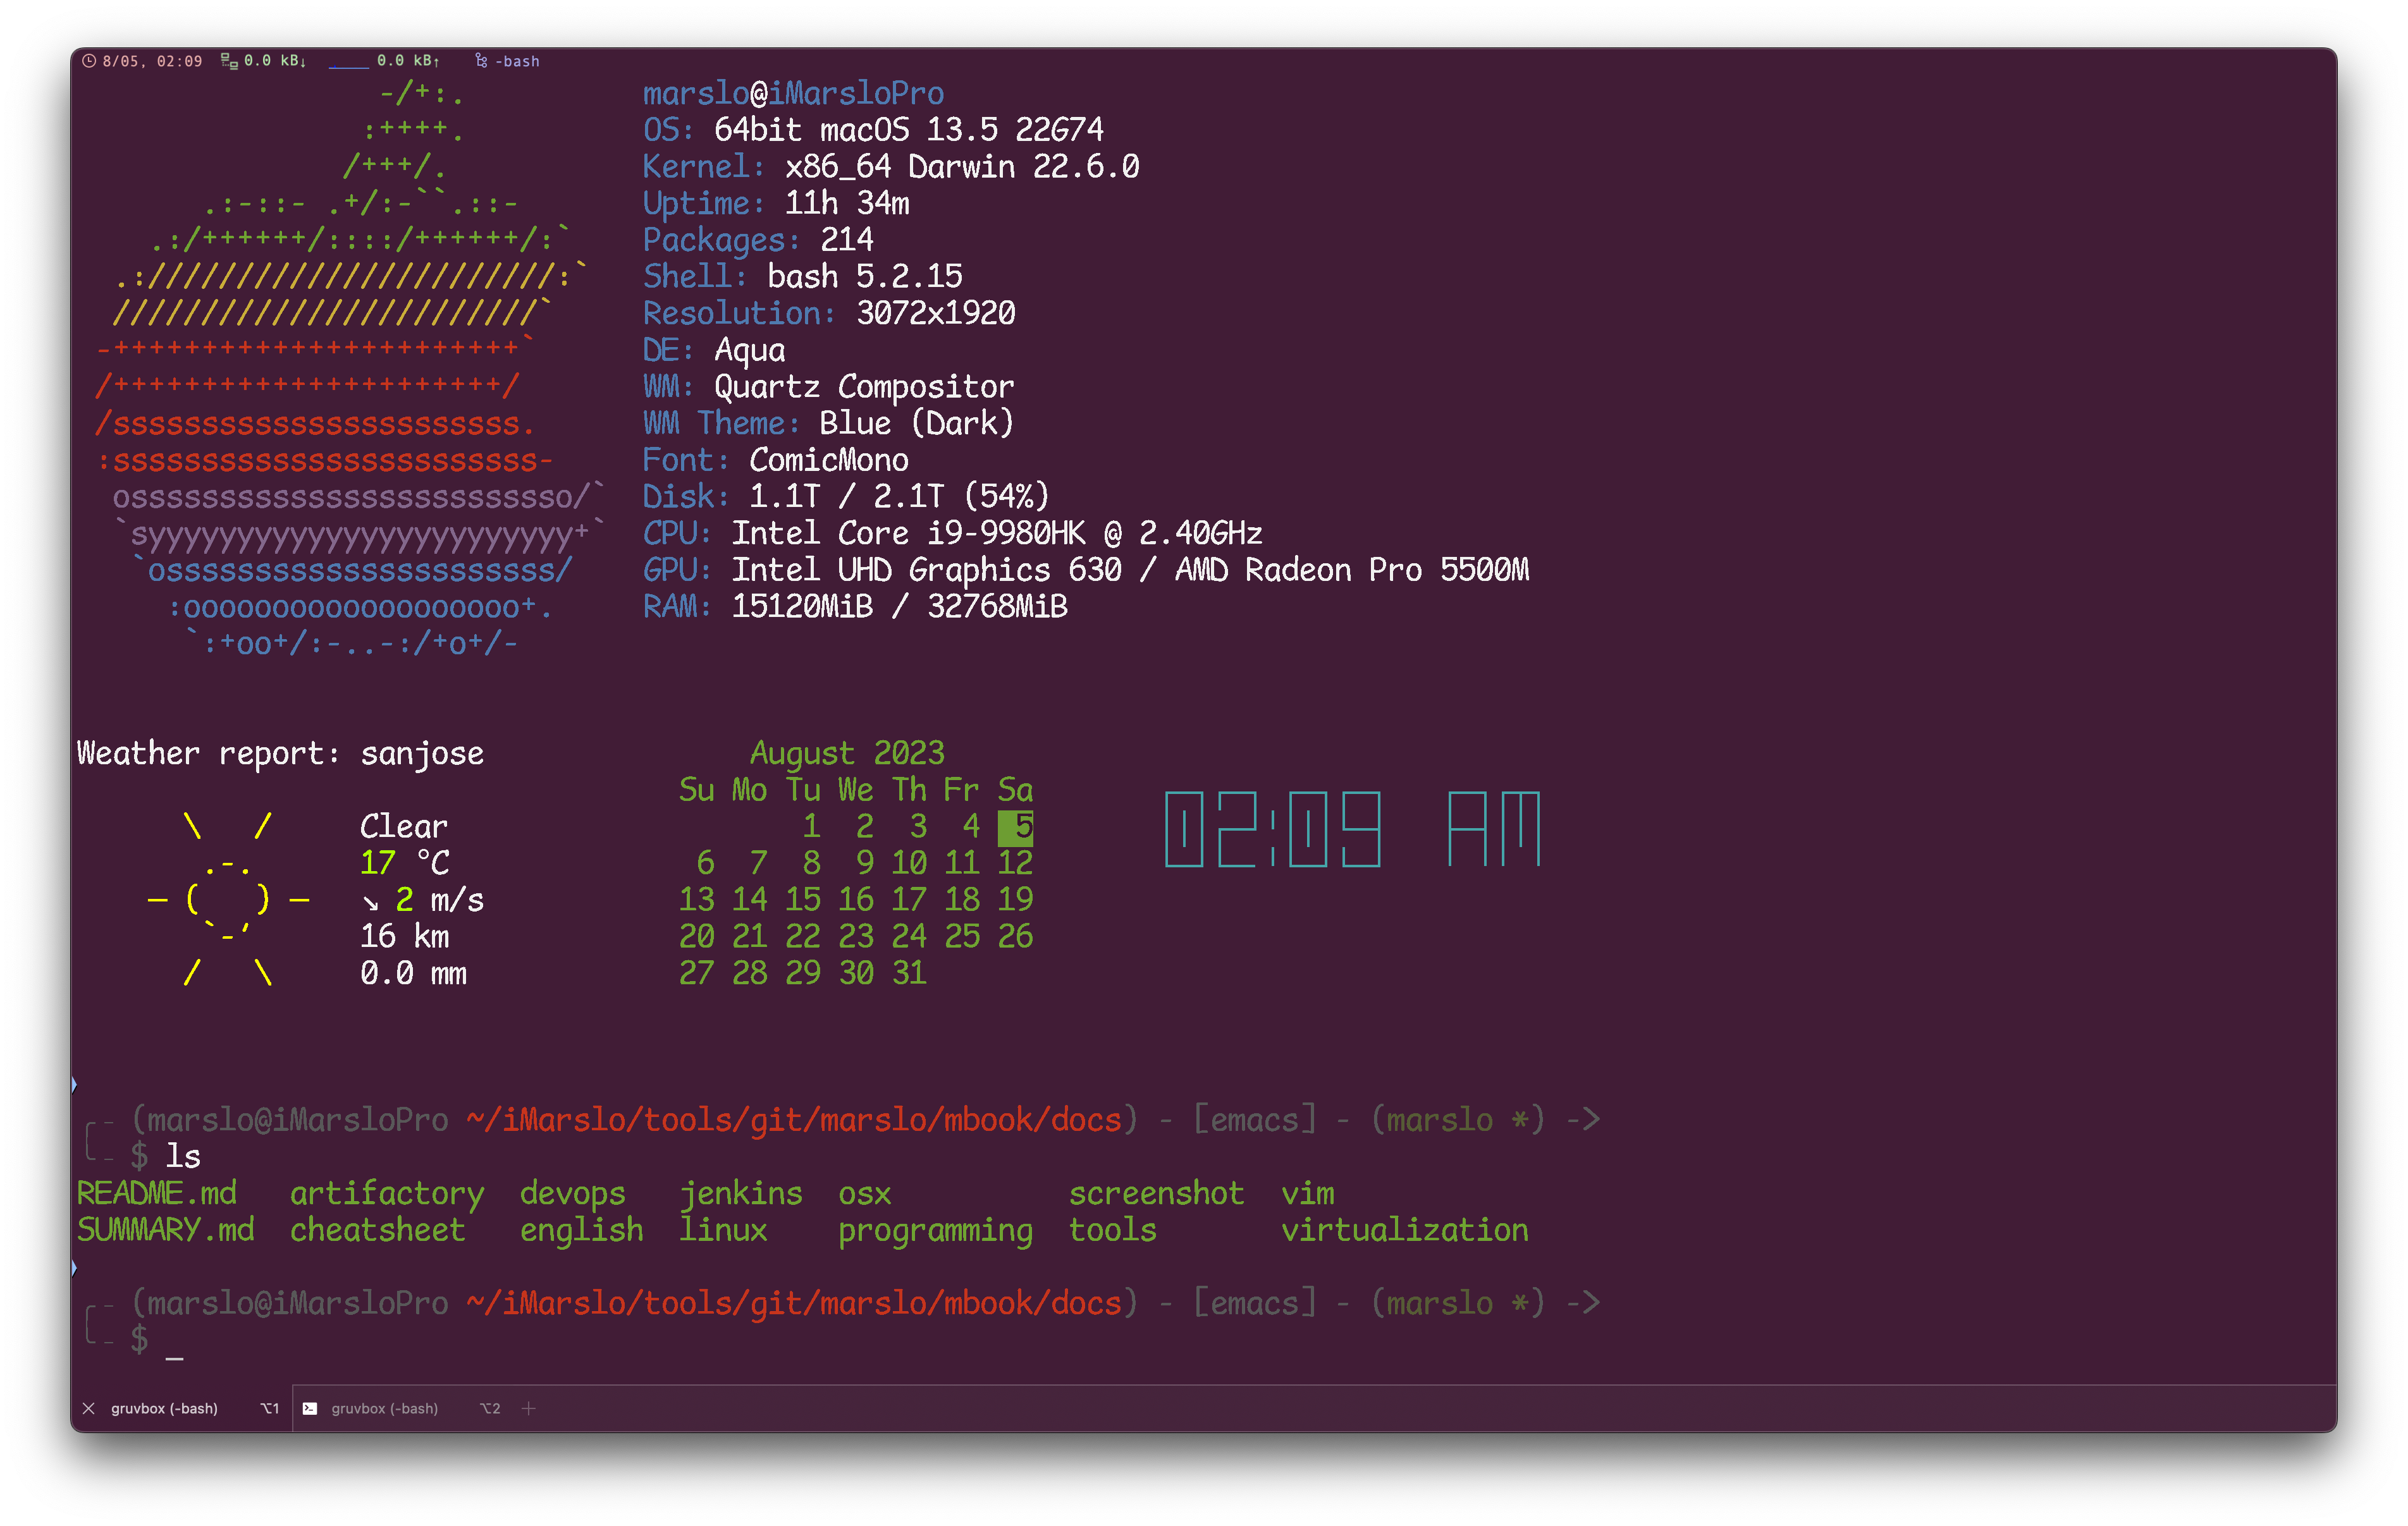 8/05, 02:09 0.0 kB↓ 0.0 kB↑ -bash
-/+:. marslo@iMarsloPro
:++++. OS: 64bit macOS 13.5 22G74
/+++/. Kernel: x86_64 Darwin 22.6.0
.:-::- .+/:-``.::- Uptime: 11h 34m
.:/++++++/::::/++++++/:` Packages: 214
.:///////////////////////:` Shell: bash 5.2.15
////////////////////////` Resolution: 3072x1920
-+++++++++++++++++++++++` DE: Aqua
/++++++++++++++++++++++/ WM: Quartz Compositor
/sssssssssssssssssssssss. WM Theme: Blue (Dark)
:ssssssssssssssssssssssss- Font: ComicMono
osssssssssssssssssssssssso/` Disk: 1.1T / 2.1T (54%)
`syyyyyyyyyyyyyyyyyyyyyyyy+` CPU: Intel Core i9-9980HK @ 2.40GHz
`ossssssssssssssssssssss/ GPU: Intel UHD Graphics 630 / AMD Radeon Pro 5500M
:ooooooooooooooooooo+. RAM: 15120MiB / 32768MiB
`:+oo+/:-..-:/+o+/-
Weather report: sanjose August 2023
Su Mo Tu We Th Fr Sa
\ / Clear 1 2 3 4 5 02:09 AM
.-. 17 °C 6 7 8 9 10 11 12
― ( ) ― ↘ 2 m/s 13 14 15 16 17 18 19
`-’ 16 km 20 21 22 23 24 25 26
/ \ 0.0 mm 27 28 29 30 31
(marslo@iMarsloPro ~/iMarslo/tools/git/marslo/mbook/docs) - [emacs] - (marslo *) ->
$ ls
README.md artifactory devops jenkins osx screenshot vim
SUMMARY.md cheatsheet english linux programming tools virtualization
(marslo@iMarsloPro ~/iMarslo/tools/git/marslo/mbook/docs) - [emacs] - (marslo *) ->
$ _
gruvbox (-bash) ⌥1 gruvbox (-bash) ⌥2 +